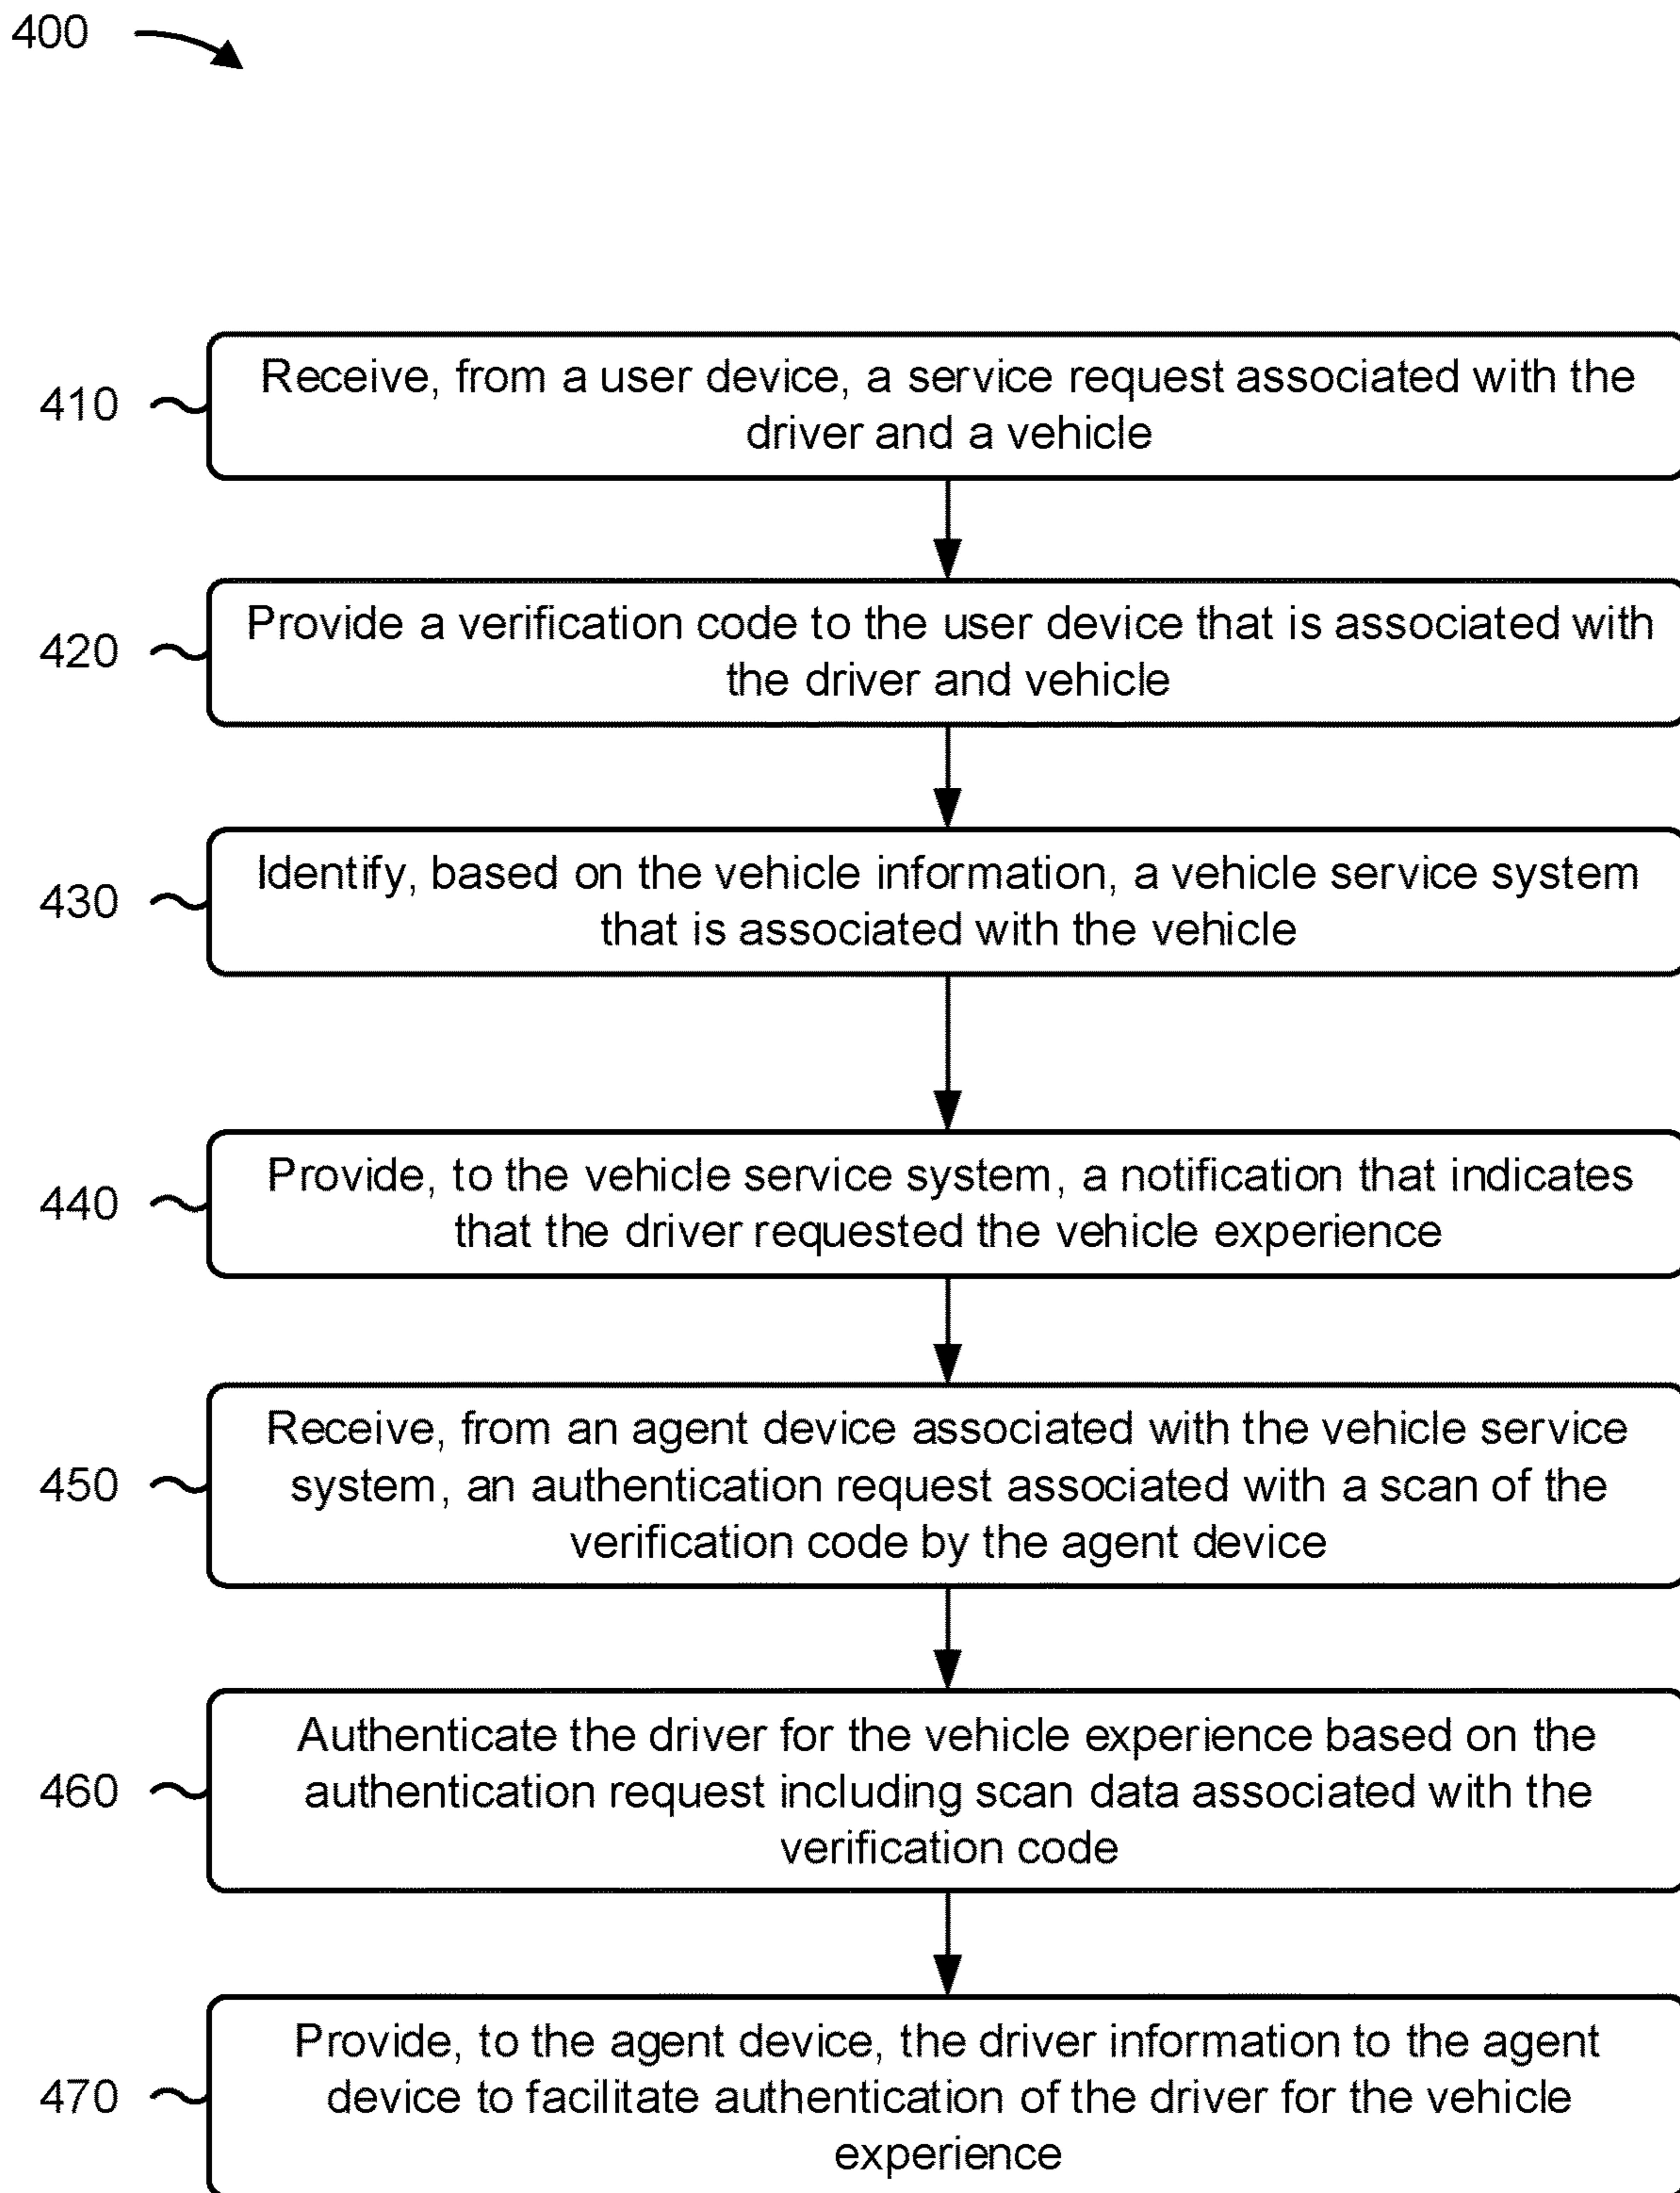 400
410
Receive, from a user device, a service request associated with the
driver and a vehicle
420
Provide a verification code to the user device that is associated with
the driver and vehicle
430
Identify, based on the vehicle information, a vehicle service system
that is associated with the vehicle
440
Provide, to the vehicle service system, a notification that indicates
that the driver requested the vehicle experience
450
Receive, from an agent device associated with the vehicle service
system, an authentication request associated with a scan of the
verification code by the agent device
460
Authenticate the driver for the vehicle experience based on the
authentication request including scan data associated with the
verification code
470
Provide, to the agent device, the driver information to the agent
device to facilitate authentication of the driver for the vehicle
experience